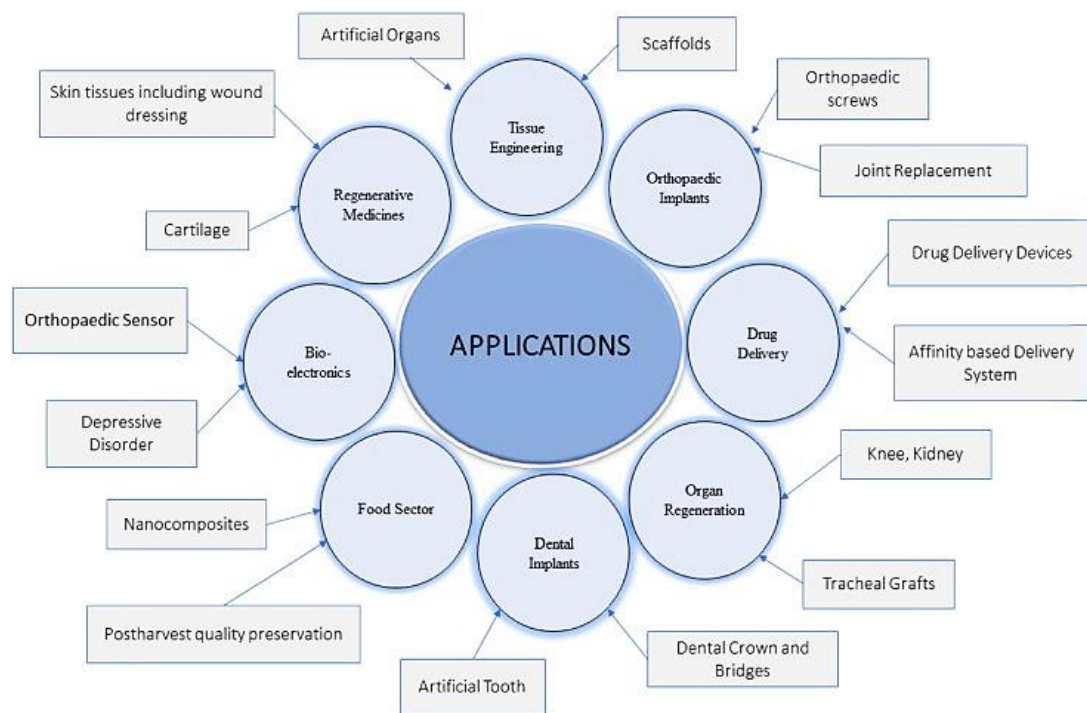 Artificial Organs
Scaffolds
Skin tissues including wound
dressing
Orthopaedic
screws
Tissue
Engineering
Joint Replacement
Regenerative
Medicines
Orthopaedic
Implants
Cartilage
Drug Delivery Devices
Orthopaedic Sensor
Bio-
electronics
APPLICATIONS
Drug
Delivery
Affinity based Delivery
System
Depressive
Disorder
Knee, Kidney
Nanocomposites
Food Sector
Organ
Regeneration
Dental
Implants
Tracheal Grafts
Postharvest quality preservation
Dental Crown and
Bridges
Artificial Tooth